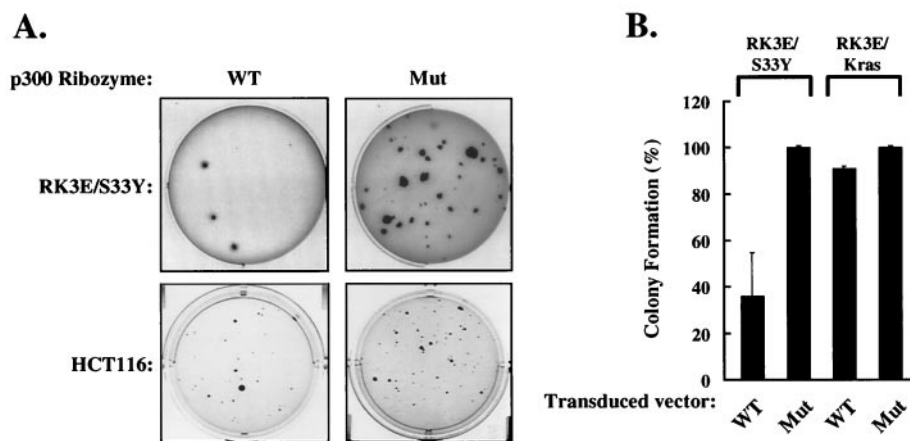 A.
p300 Ribozyme: WT Mut
RK3E/S33Y:
HCT116:
B.
RK3E/ RK3E/
S33Y Kras
120
100
80
60
40
20
0
Colony Formation (%)
Transduced vector: WT Mut WT Mut